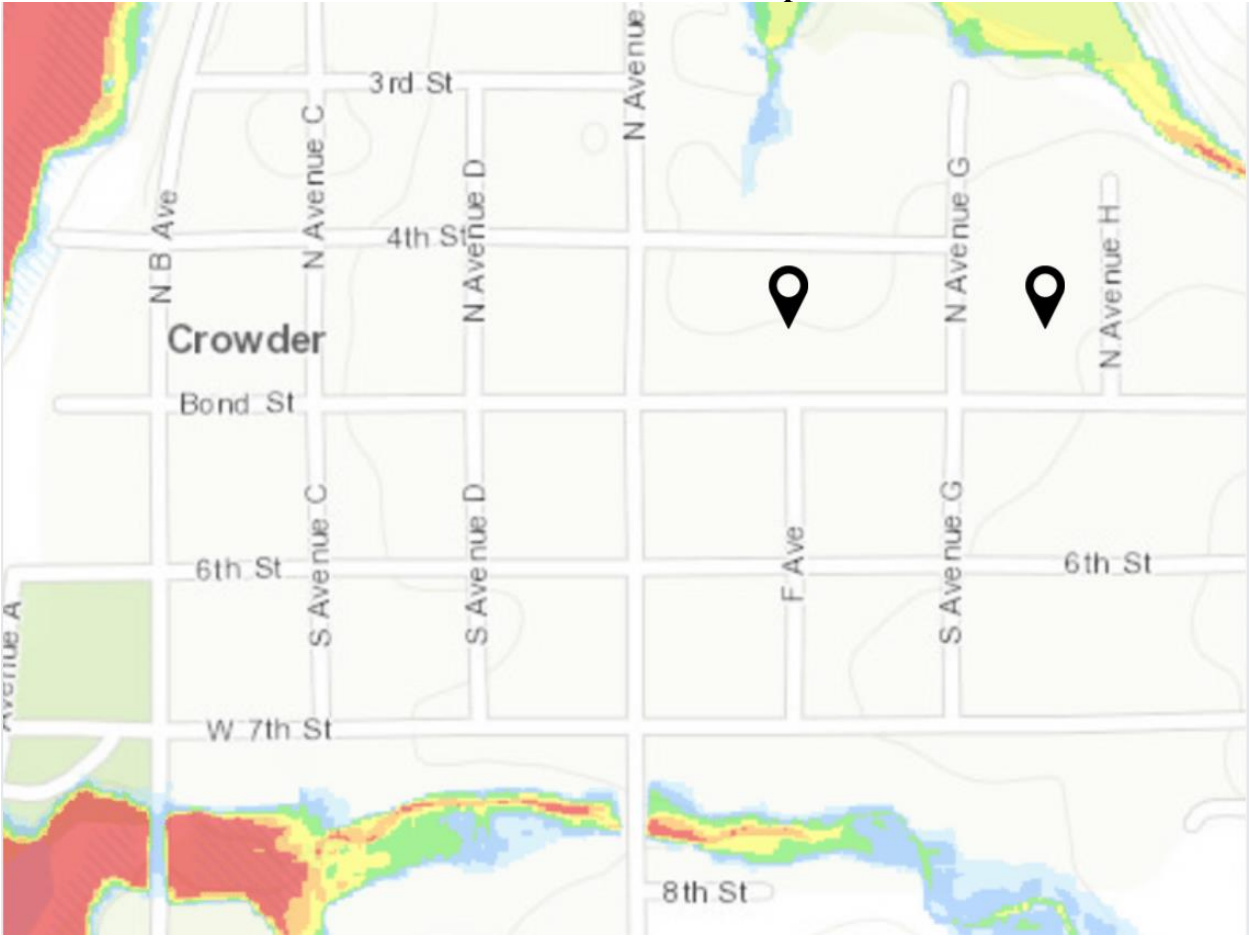 3rd St
N Avenue C
N Avenue
N Avenue D
N B Ave
4th St
N Avenue G
N Avenue H
Crowder
Bond St
S Avenue C
S Avenue D
S Avenue G
F Ave
6th St
6th St
Avenue A
W 7th St
8th St